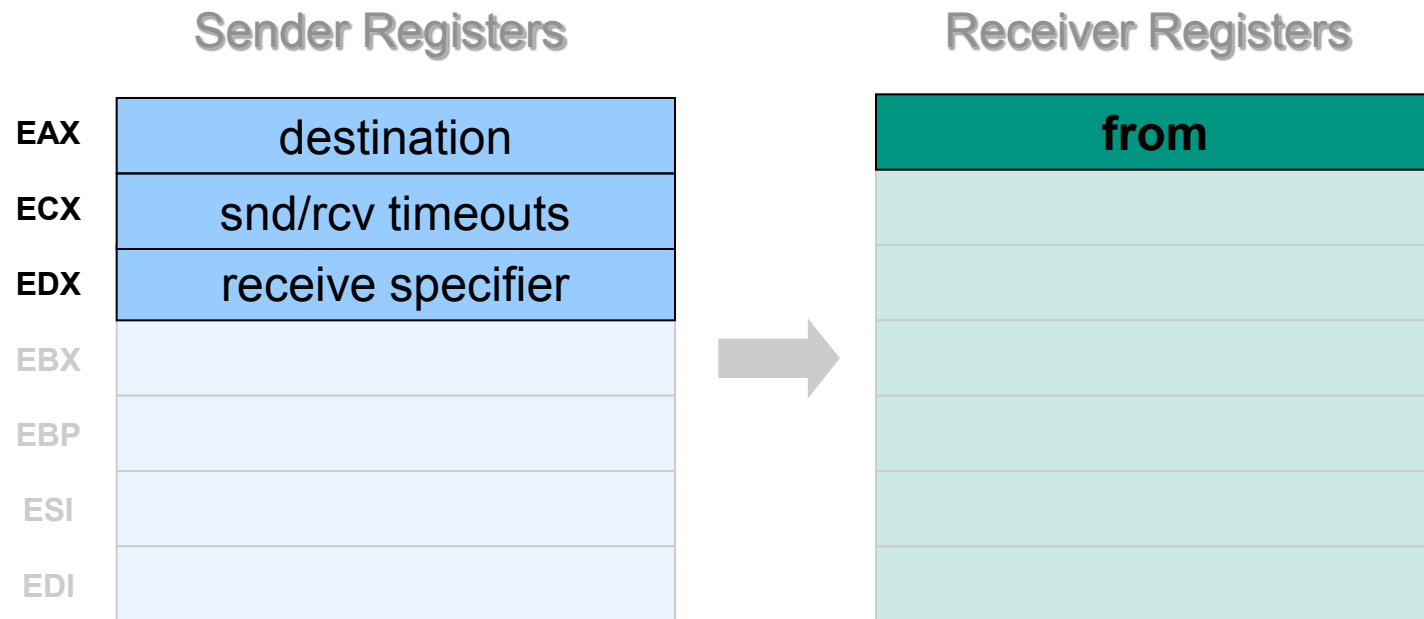 Sender Registers
Receiver Registers
EAX
destination
from
ECX
snd/rcv timeouts
EDX
receive specifier
EBX
EBP
ESI
EDI